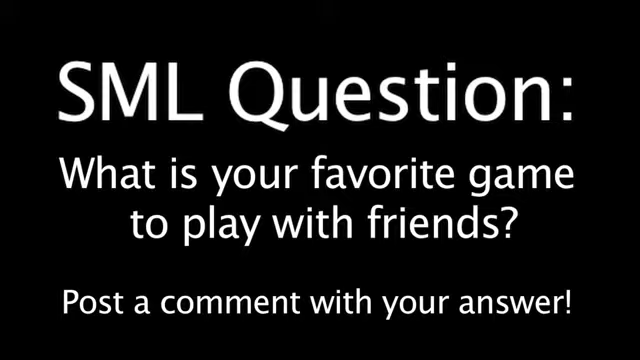 SML Question:
What is your favorite game
to play with friends?
Post a comment with your answer!